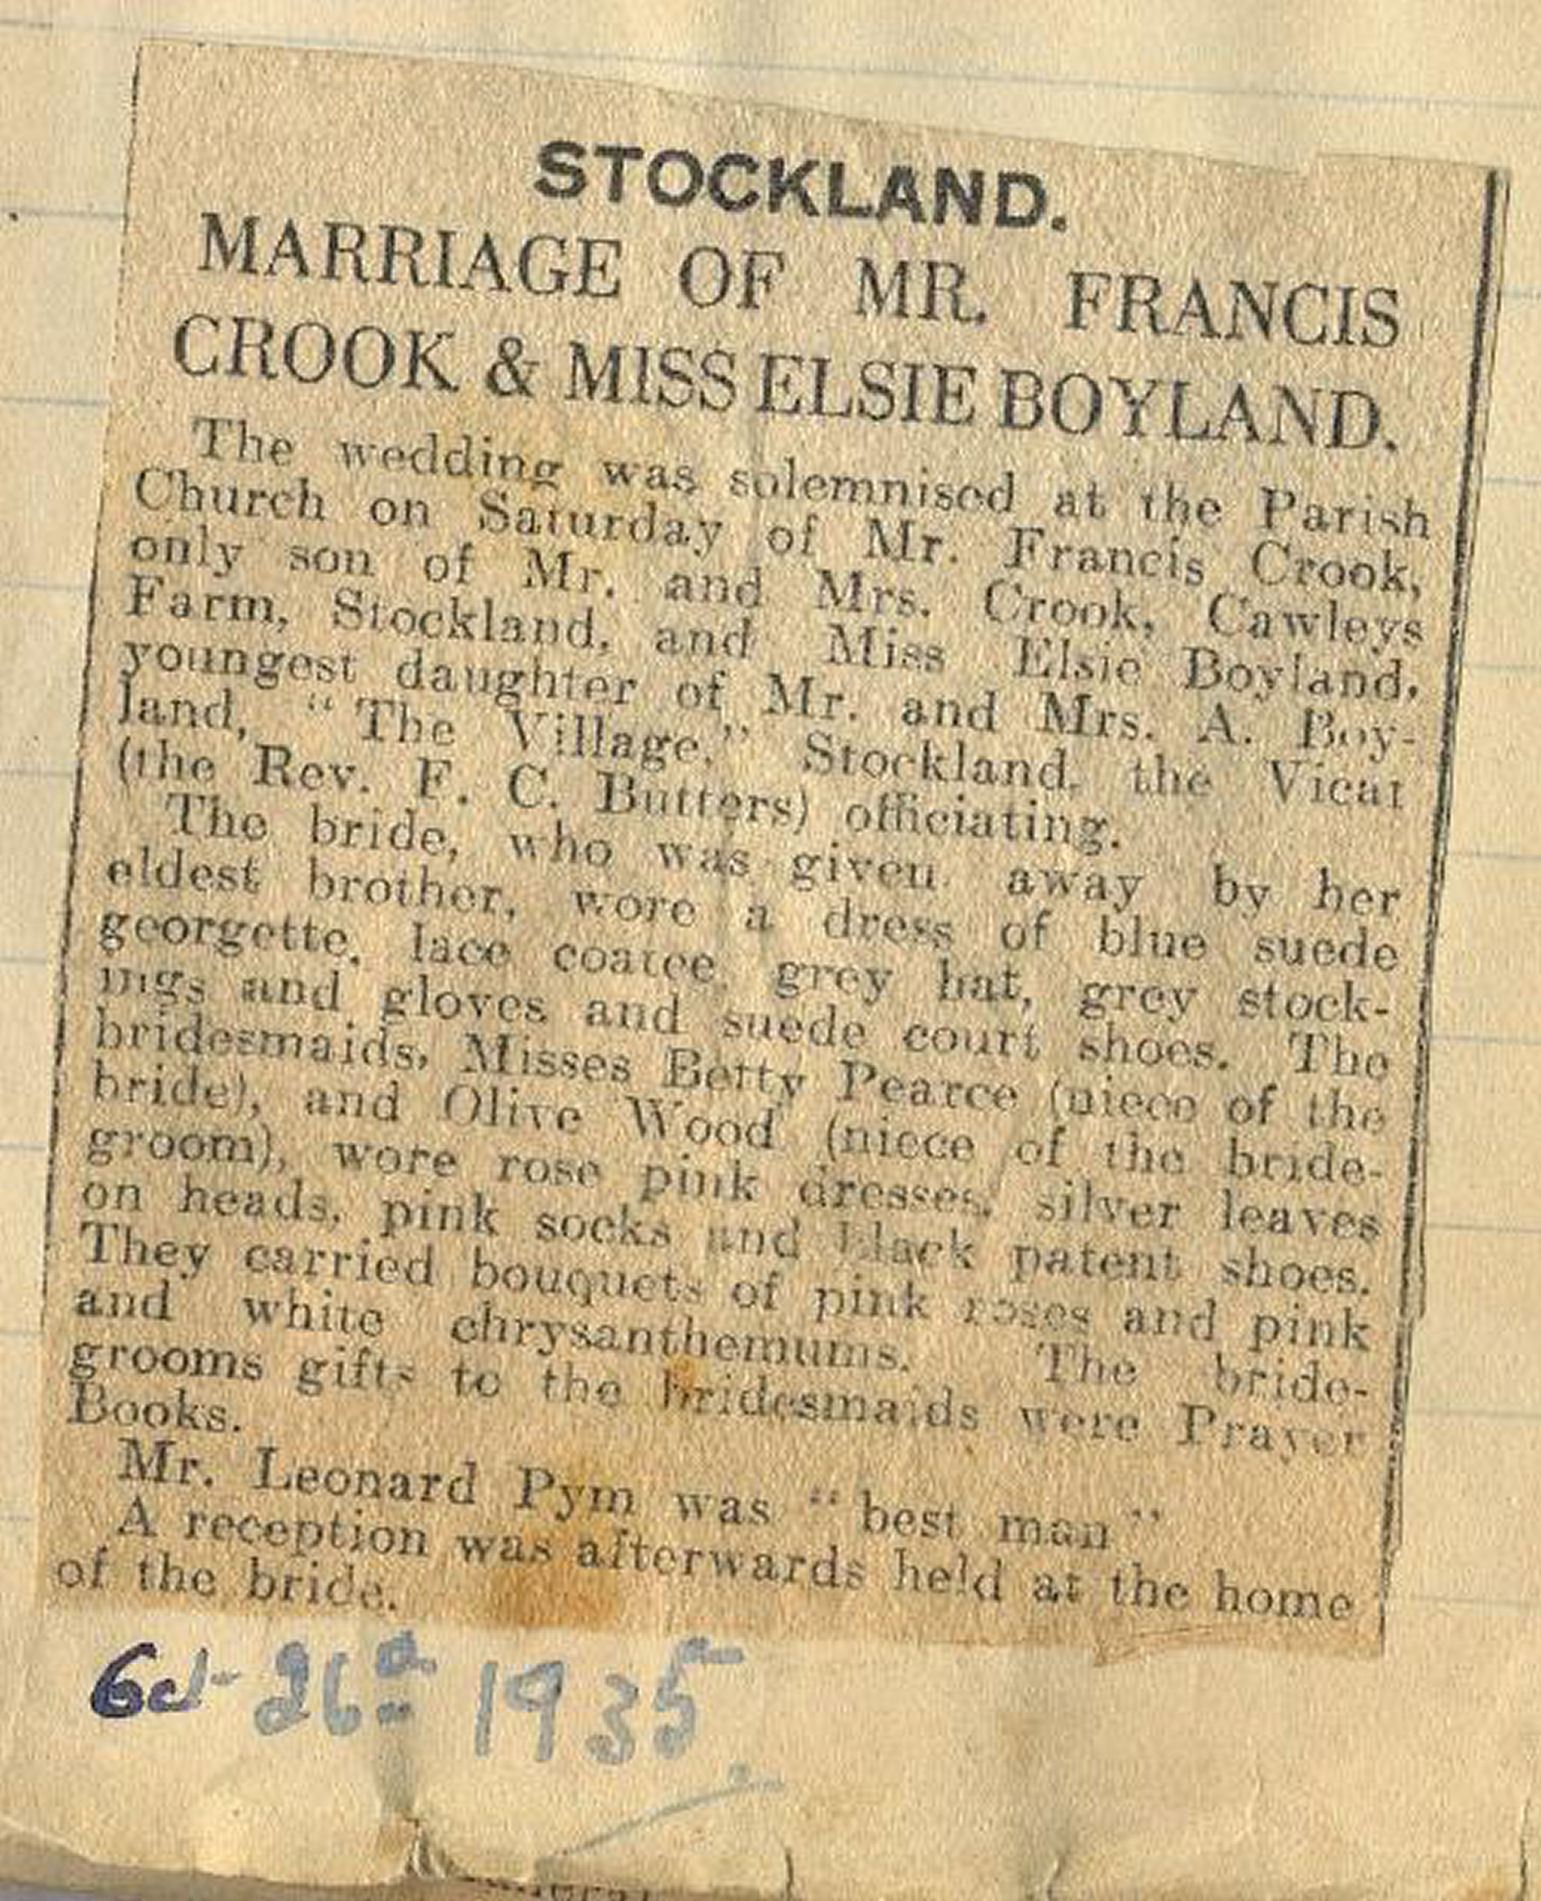 STOCKLAND.
MARRIAGE OF MR. FRANCIS
CROOK & MISS ELSIE BOYLAND.
The wedding was solemnised at the Parish
Church on Saturday of Mr. Francis Crook,
only son of Mr. and Mrs. Crook, Cawleys
Farm, Stockland, and Miss Elsie Boyland,
youngest daughter of Mr. and Mrs. A. Boy-
land, "The Village," Stockland, the Vicar
(the Rev. F. C. Butters) officiating.
The bride, who was given away by her
eldest brother, wore a dress of blue suede
georgette, lace coatee, grey hat, grey stock-
ings and gloves and suede court shoes. The
bridesmaids, Misses Betty Pearce (niece of the
bride), and Olive Wood (niece of the bride-
groom), wore rose pink dresses, silver leaves
on heads, pink socks and black patent shoes.
They carried bouquets of pink roses and pink
and white chrysanthemums. The bride-
grooms gifts to the bridesmaids were Prayer
Books.
Mr. Leonard Pym was "best man"
A reception was afterwards held at the home
of the bride.
Oct 26th 1935